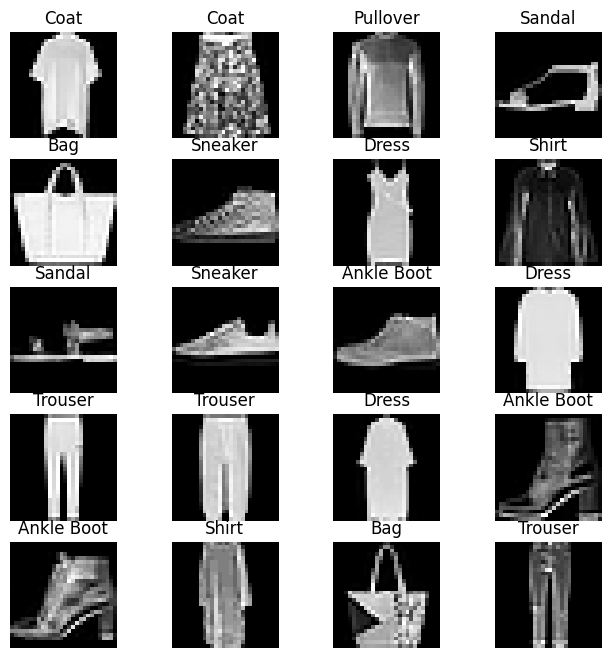 Coat Coat Pullover Sandal
Bag Sneaker Dress Shirt
Sandal Sneaker Ankle Boot Dress
Trouser Trouser Dress Ankle Boot
Ankle Boot Shirt Bag Trouser